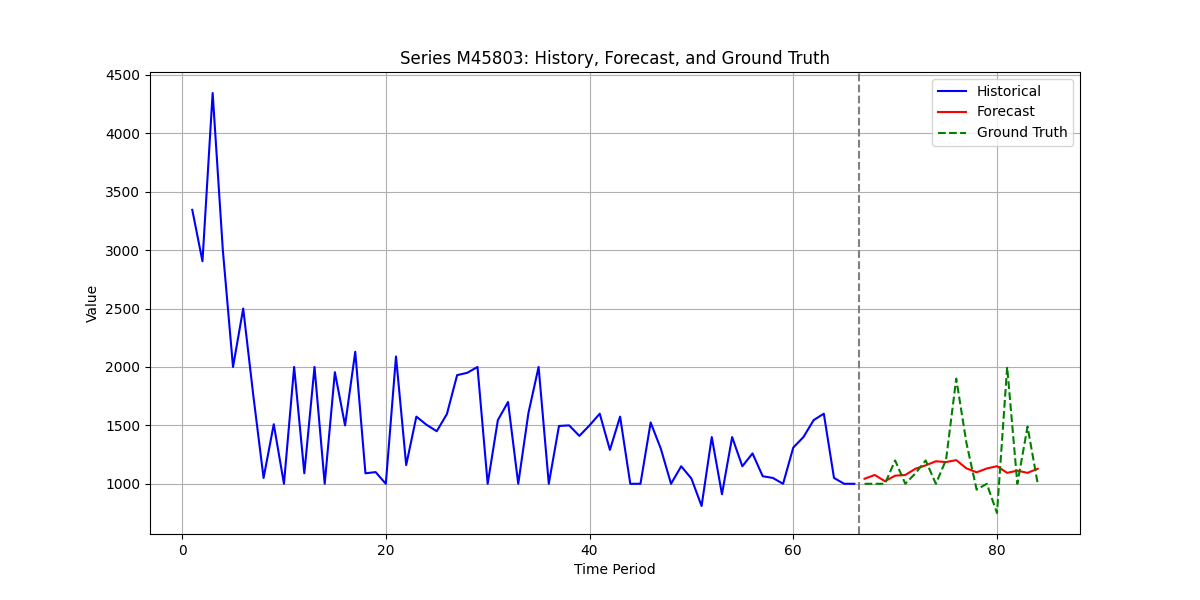 Series M45803: History, Forecast, and Ground Truth
4500
4000
3500
3000
2500
2000
1500
1000
Value
0
20
40
60
80
Time Period
Historical
Forecast
Ground Truth